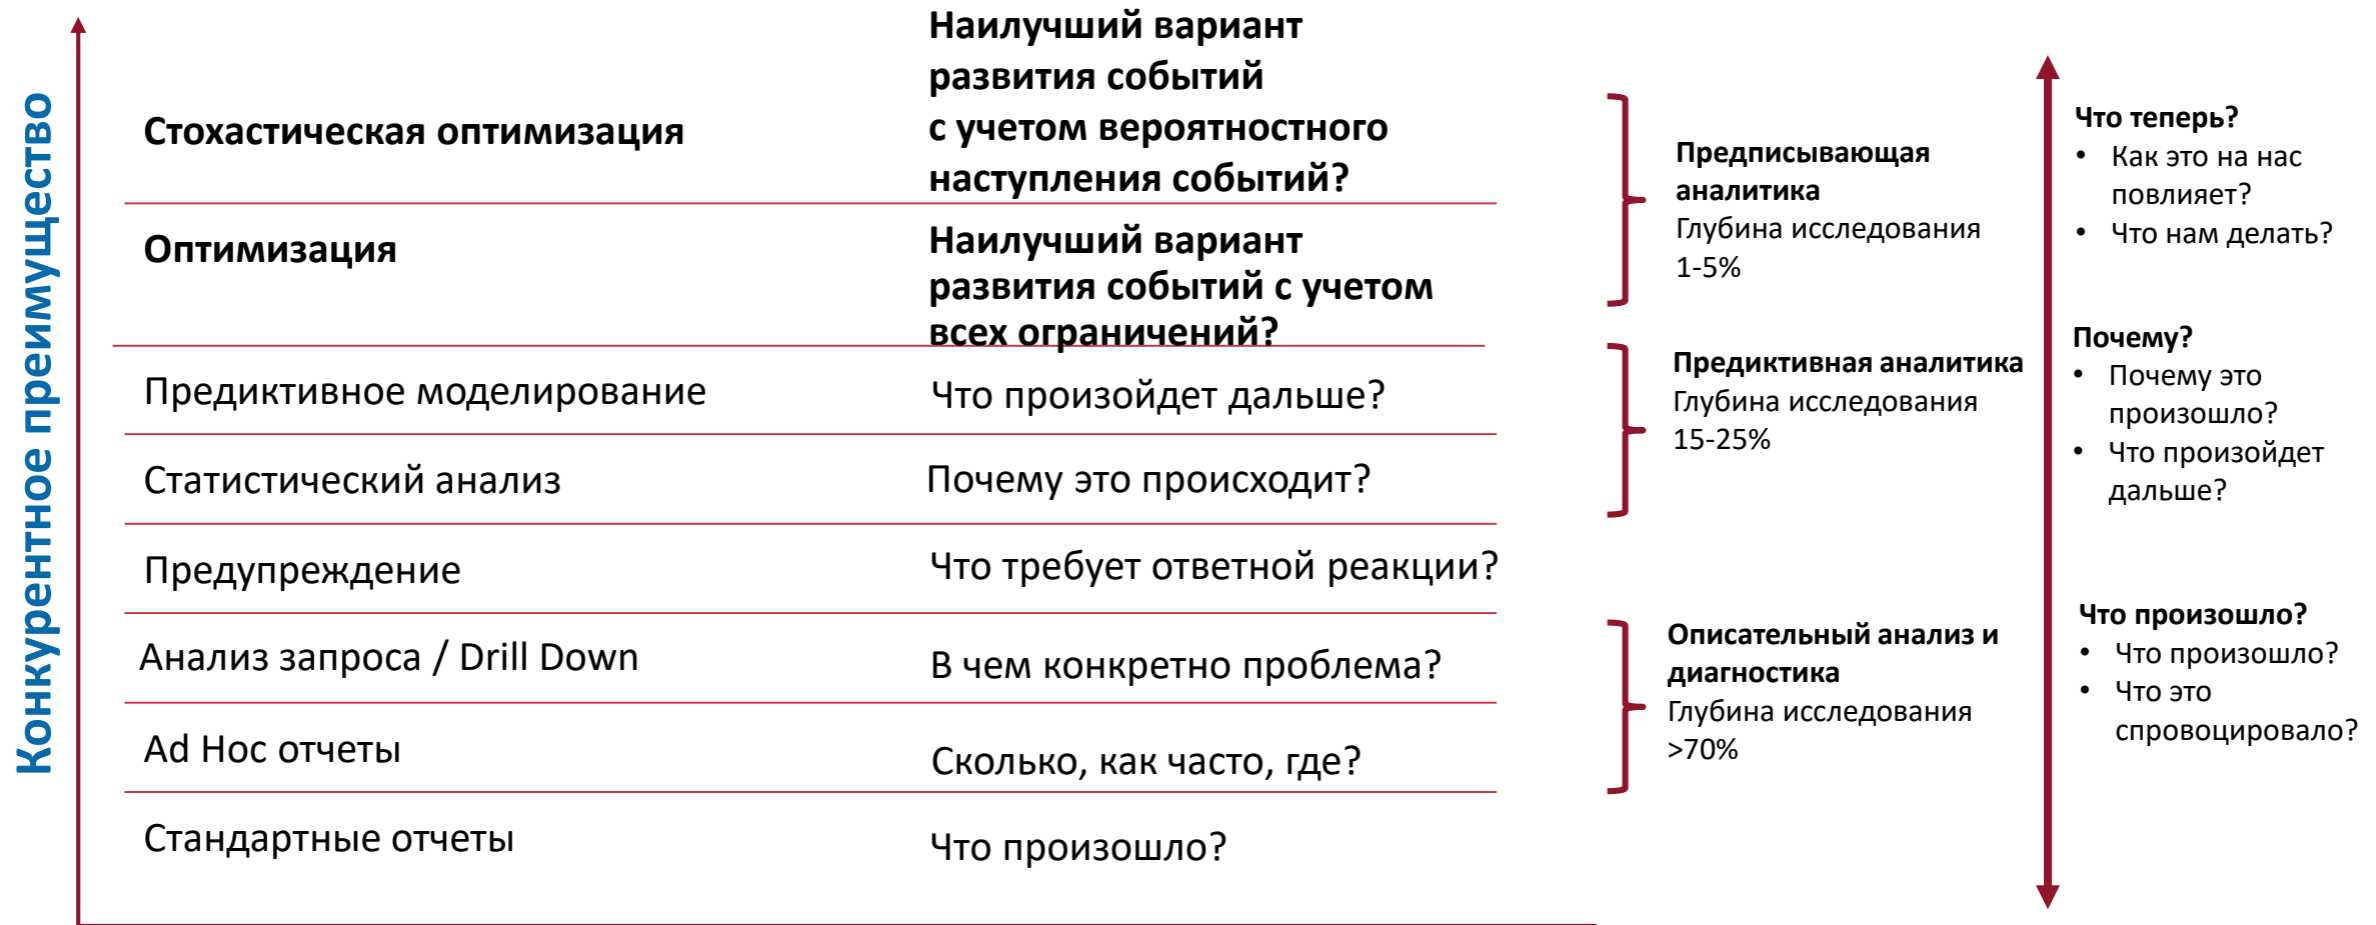 Конкурентное преимущество
Стохастическая оптимизация
Наилучший вариант
развития событий
с учетом вероятностного
наступления событий?
Оптимизация
Наилучший вариант
развития событий с учетом
всех ограничений?
Предиктивное моделирование
Что произойдет дальше?
Статистический анализ
Почему это происходит?
Предупреждение
Что требует ответной реакции?
Анализ запроса / Drill Down
В чем конкретно проблема?
Ad Hoc отчеты
Сколько, как часто, где?
Стандартные отчеты
Что произошло?
Предписывающая
аналитика
Глубина исследования
1-5%
Предиктивная аналитика
Глубина исследования
15-25%
Описательный анализ и
диагностика
Глубина исследования
>70%
Что теперь?
• Как это на нас
повлияет?
• Что нам делать?
Почему?
• Почему это
произошло?
• Что произойдет
дальше?
Что произошло?
• Что произошло?
• Что это
спровоцировало?